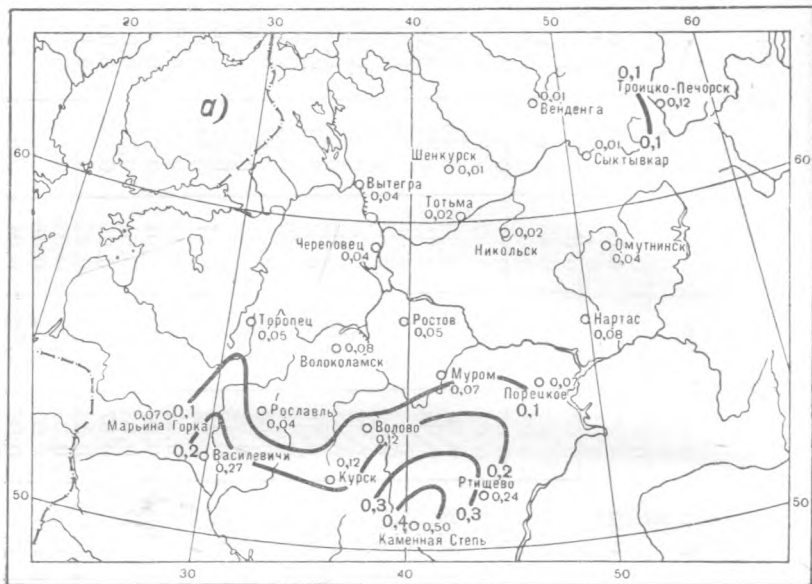 20 30 40 50 60
а)
0,1
Троицко-Печорск
0,12
0,1
0,01
Венденга
0,01
Сыктывкар
60
60
Шенкурск
0,01
Вытегра
0,04
Тотьма
0,02
0,02
Никольск
Череповец
0,04
Омутнинск
0,04
Торопец
0,05
0,08
Волоколамск
Ростов
0,05
Нартас
0,08
Муром
0,07
0,07
Порецкое
0,1
0,07
0,1
Марьина Горка
Рославль
0,04
Волово
0,12
0,2
Василевичи
0,27
0,12
Курск
0,2
Ртищево
0,24
0,3
0,3
0,4
0,50
Каменная Степь
50
50
30 40 50